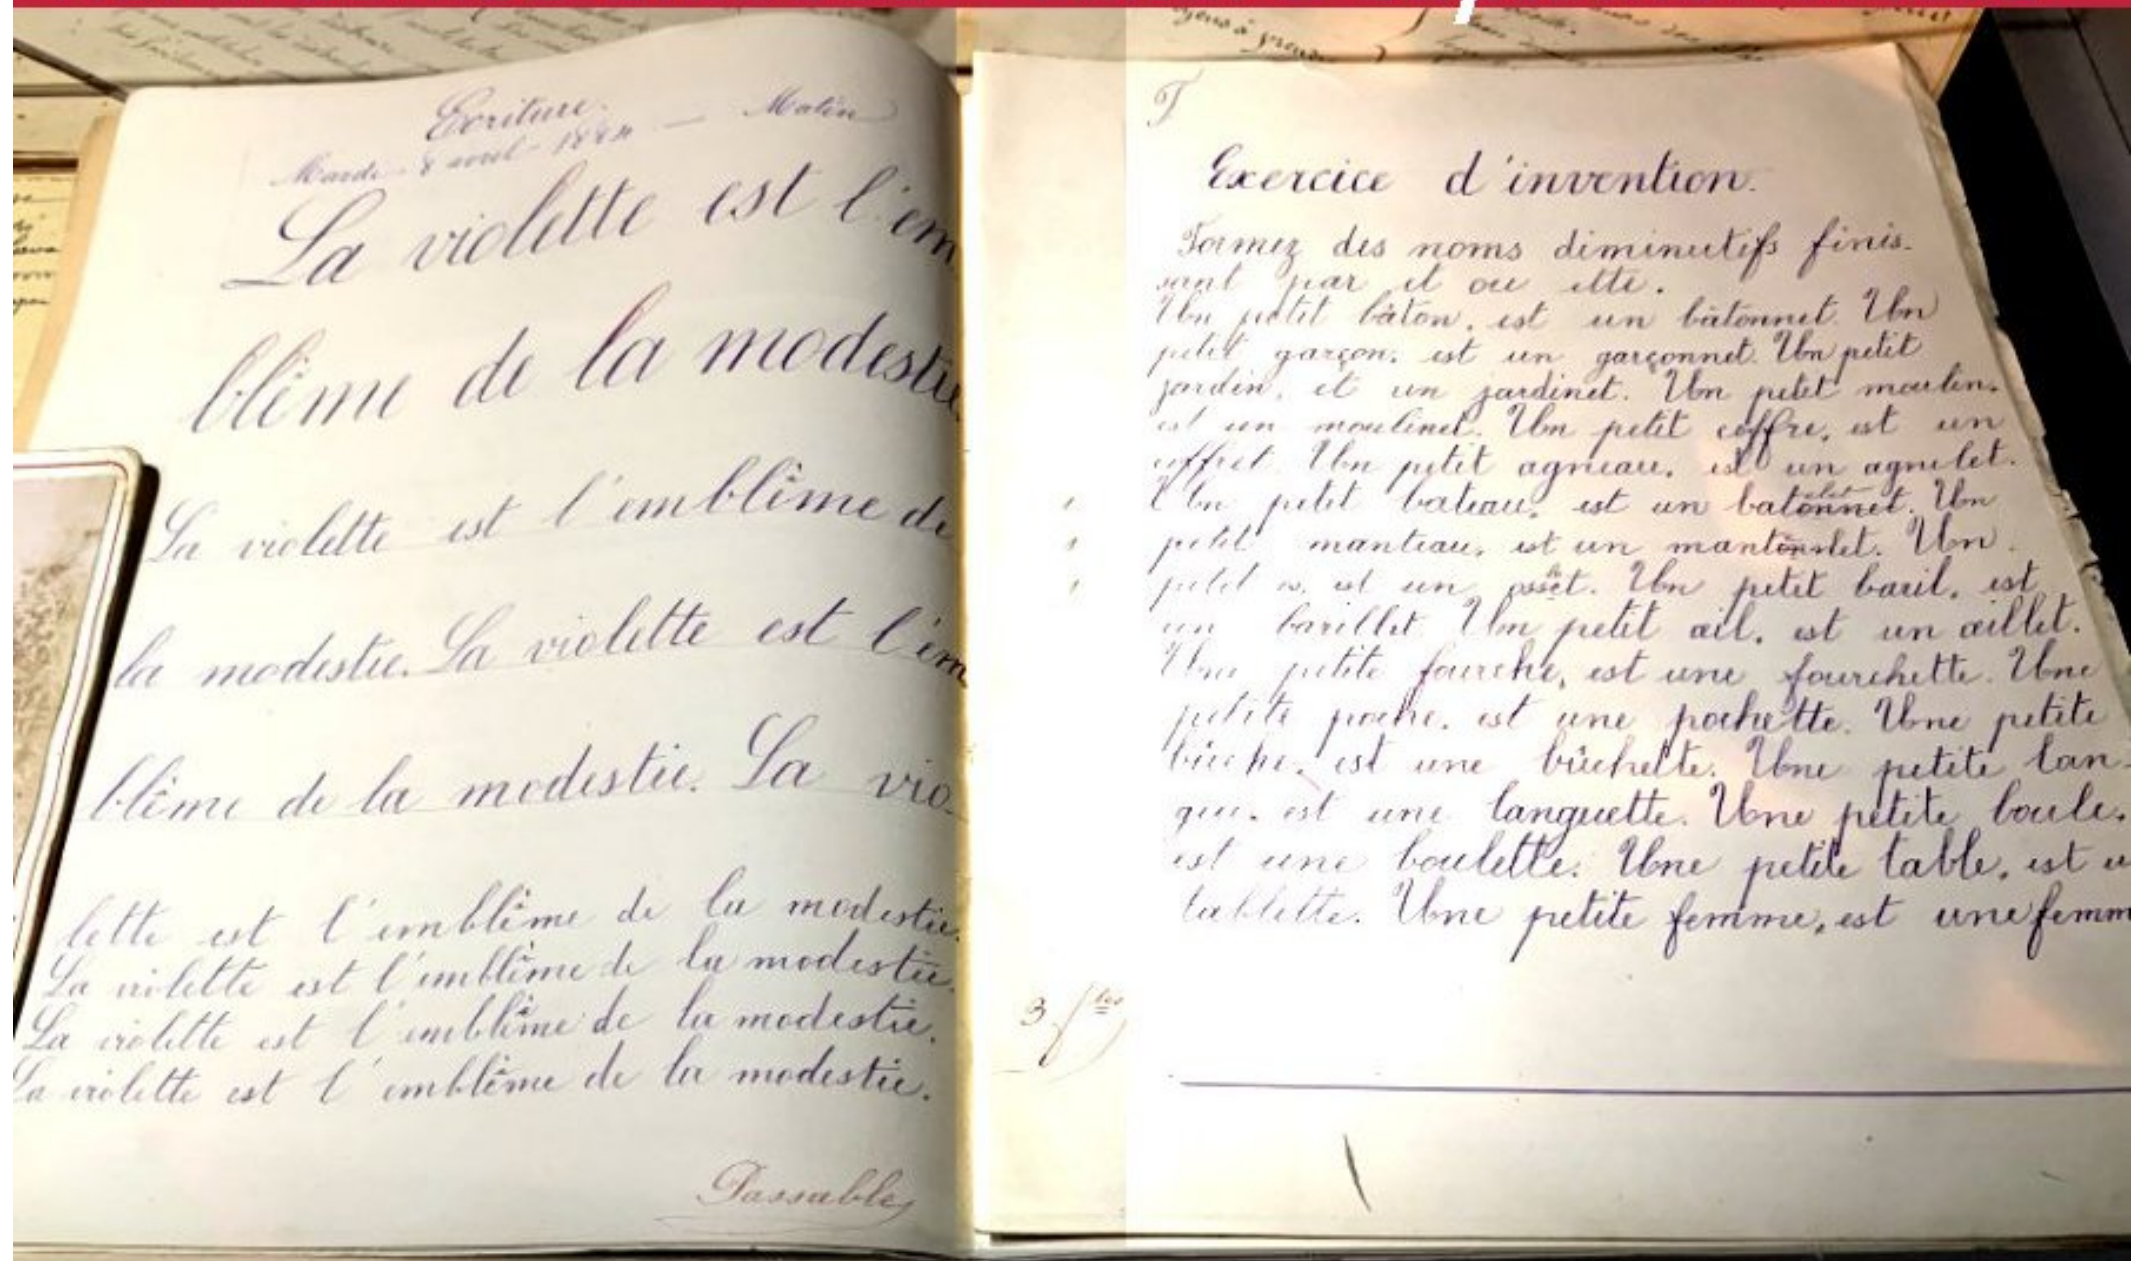 Ecriture.
Mardi 8 avril 1884 — Matin
La violette est l'em
blême de la modestie.
La violette est l'emblême de
la modestie. La violette est l'em
blême de la modestie. La vio
lette est l'emblême de la modestie.
La violette est l'emblême de la modestie.
La violette est l'emblême de la modestie.
La violette est l'emblême de la modestie.
Passable
3 f
T
Exercice d'invention.
Formez des noms diminutifs finis-
sant par et ou ette.
Un petit bâton, est un bâtonnet. Un
petit garçon, est un garçonnet. Un petit
jardin, et un jardinet. Un petit moulin,
est un moulinet. Un petit coffre, est un
coffret. Un petit agneau, est un agnelet.
Un petit bateau, est un batonnet. Un
petit manteau, est un mantelet. Un
petit os, est un osset. Un petit baril, est
un barillet. Un petit œil, est un œillet.
Une petite fourche, est une fourchette. Une
petite poche, est une pochette. Une petite
bûche, est une bûchette. Une petite lan-
gue, est une languette. Une petite boule,
est une boulette. Une petite table, est u
tablette. Une petite femme, est une femm